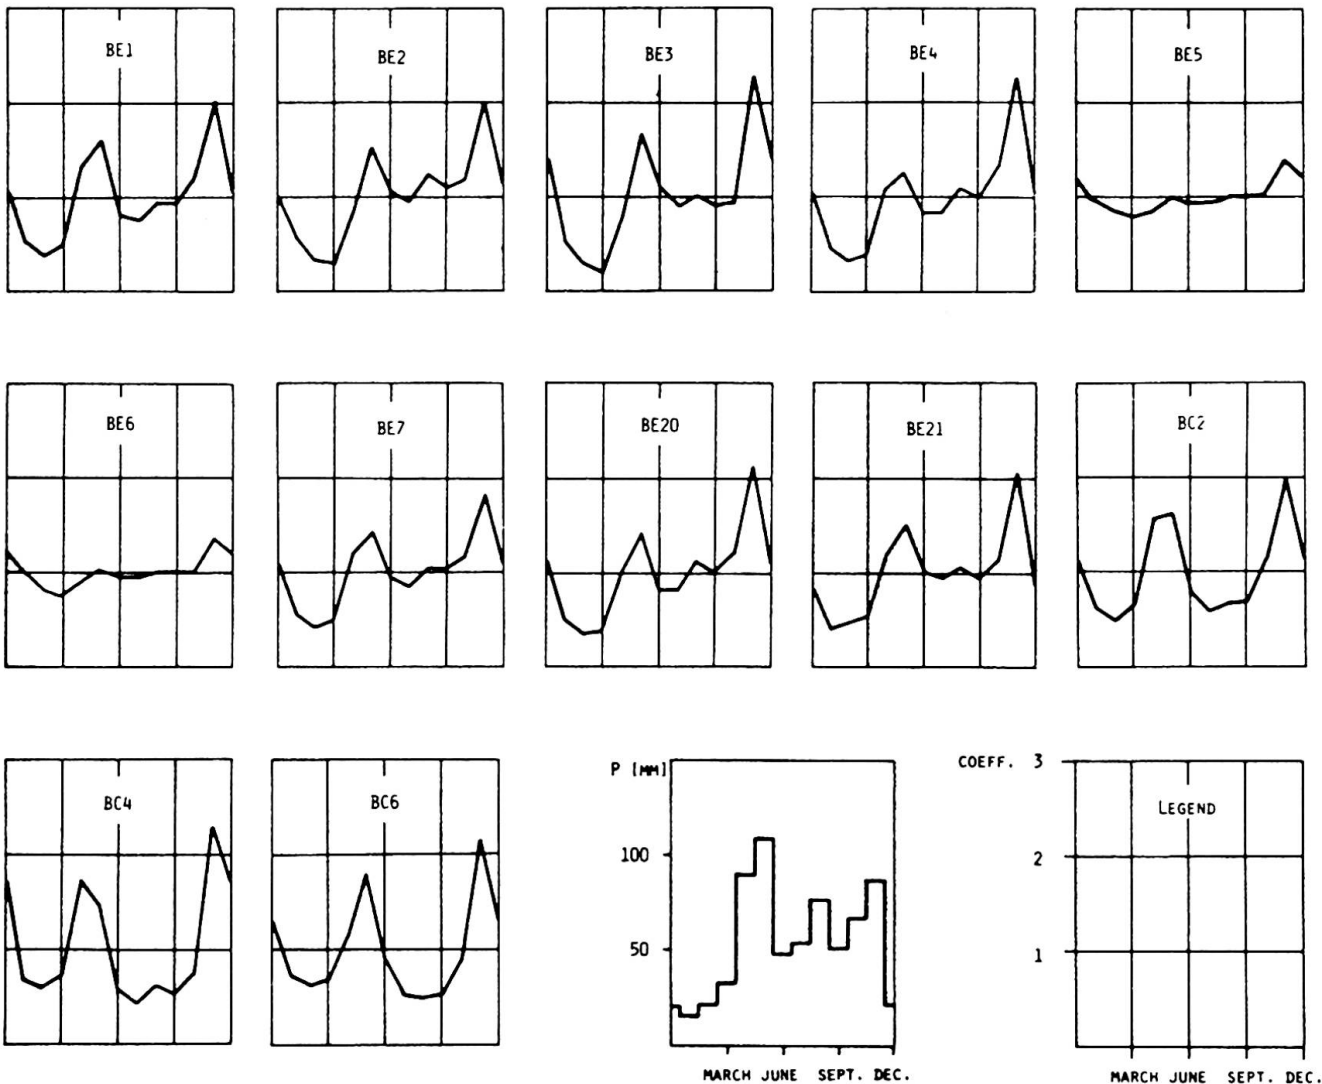 BE1
BE2
BE3
BE4
BE5
BE6
BE7
BE20
BE21
BC2
BC4
BC6
P [MM]
100
50
MARCH JUNE SEPT. DEC.
COEFF. 3
LEGEND
2
1
MARCH JUNE SEPT. DEC.